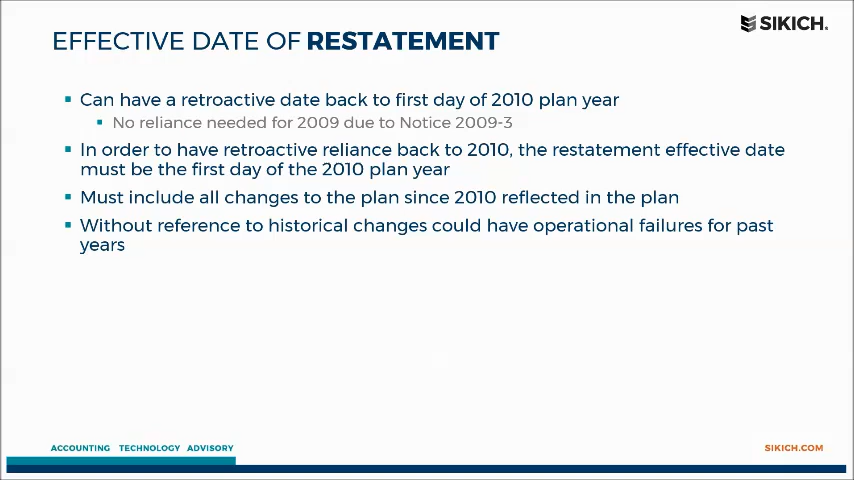 EFFECTIVE DATE OF RESTATEMENT
SIKICH.
▪ Can have a retroactive date back to first day of 2010 plan year
▪ No reliance needed for 2009 due to Notice 2009-3
▪ In order to have retroactive reliance back to 2010, the restatement effective date
must be the first day of the 2010 plan year
▪ Must include all changes to the plan since 2010 reflected in the plan
▪ Without reference to historical changes could have operational failures for past
years
ACCOUNTING TECHNOLOGY ADVISORY
SIKICH.COM